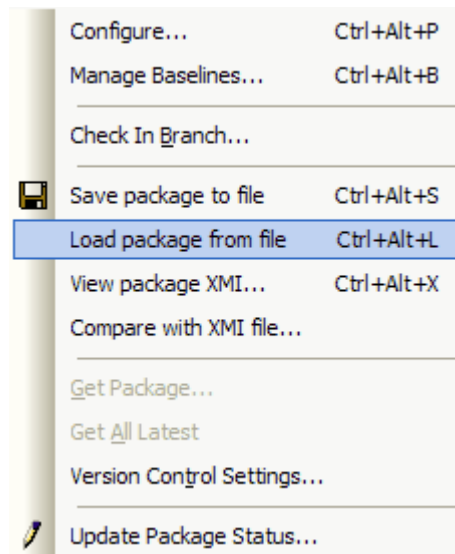 Configure... Ctrl+Alt+P
Manage Baselines... Ctrl+Alt+B
Check In Branch...
Save package to file Ctrl+Alt+S
Load package from file Ctrl+Alt+L
View package XMI... Ctrl+Alt+X
Compare with XMI file...
Get Package...
Get All Latest
Version Control Settings...
Update Package Status...